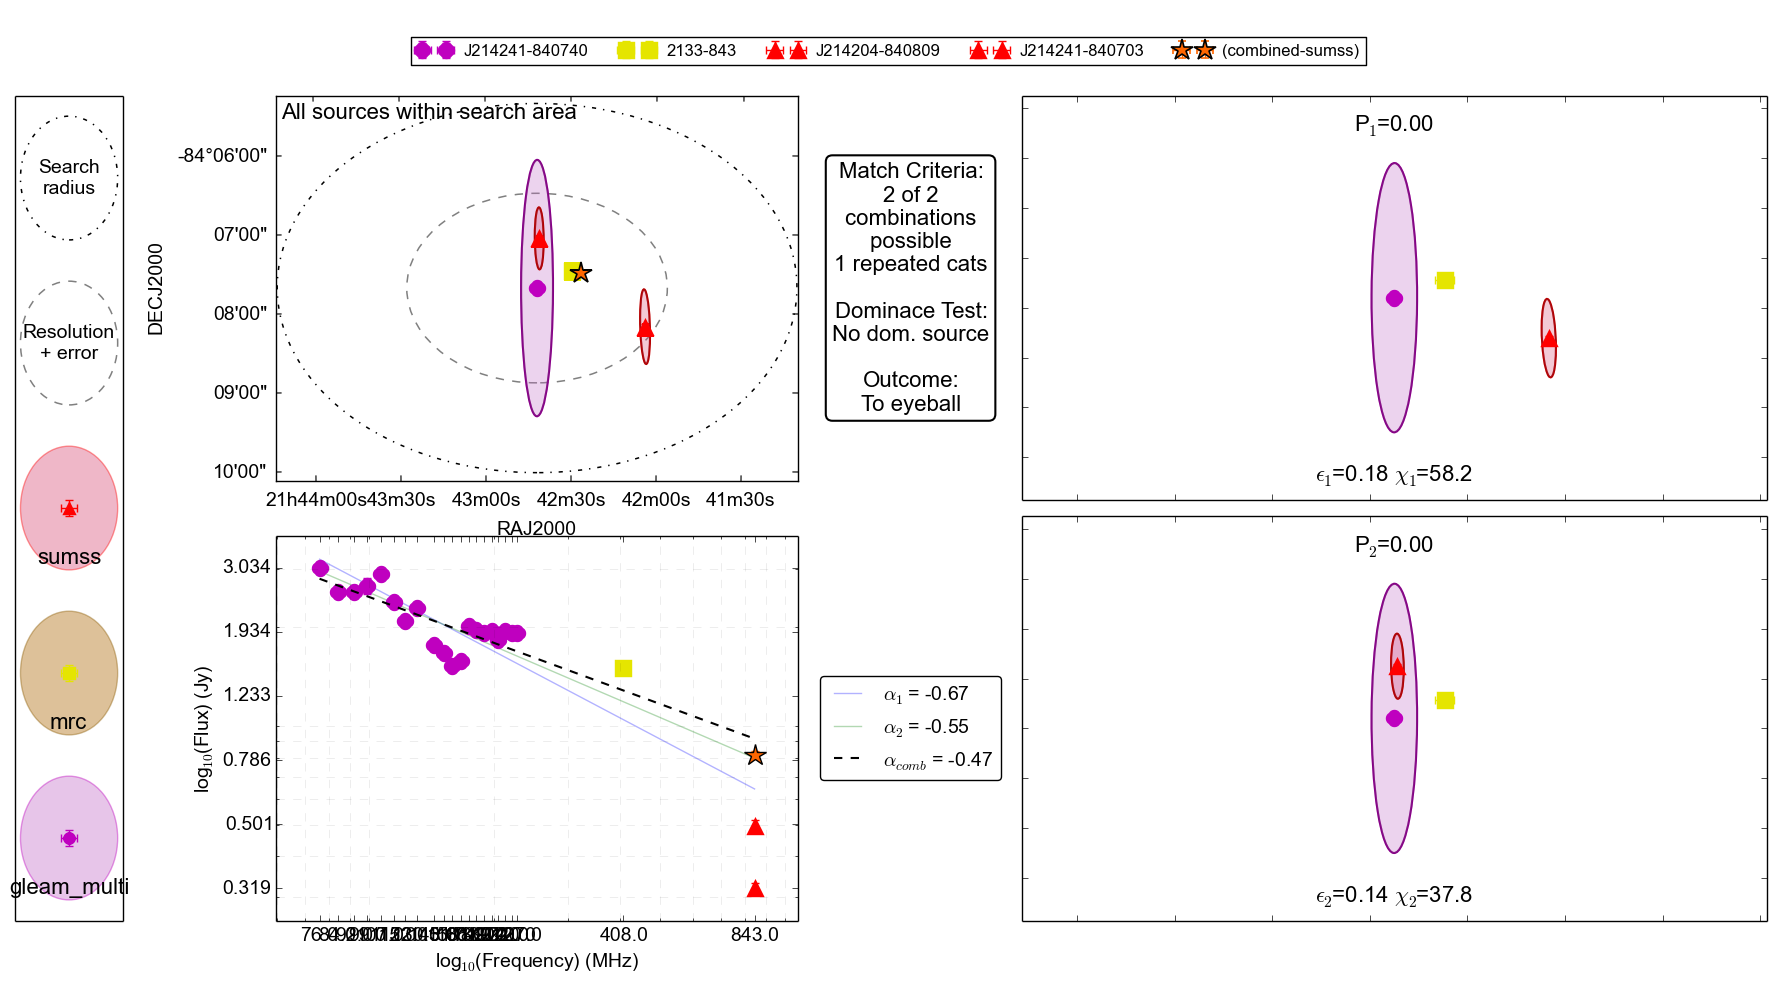 J214241-840740 2133-843 J214204-840809 J214241-840703 (combined-sumss)
Search
radius
Resolution
+ error
sumss
mrc
gleam_multi
All sources within search area
DECJ2000
-84°06'00"
07'00"
08'00"
09'00"
10'00"
21h44m00s 43m30s 43m00s 42m30s 42m00s 41m30s
RAJ2000
Match Criteria:
2 of 2
combinations
possible
1 repeated cats
Dominace Test:
No dom. source
Outcome:
To eyeball
P1=0.00
ϵ1=0.18 χ1=58.2
log10(Flux) (Jy)
3.034
1.934
1.233
0.786
0.501
0.319
408.0 843.0
log10(Frequency) (MHz)
α1 = -0.67
α2 = -0.55
αcomb = -0.47
P2=0.00
ϵ2=0.14 χ2=37.8